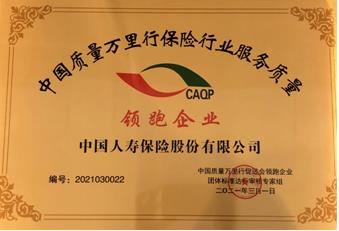 中国质量万里行保险行业服务质量
CAQP
领跑企业
中国人寿保险股份有限公司
编号：2021030022
中国质量万里行促进会领跑企业
团体标准达标审核专家组
二〇二一年三月一日